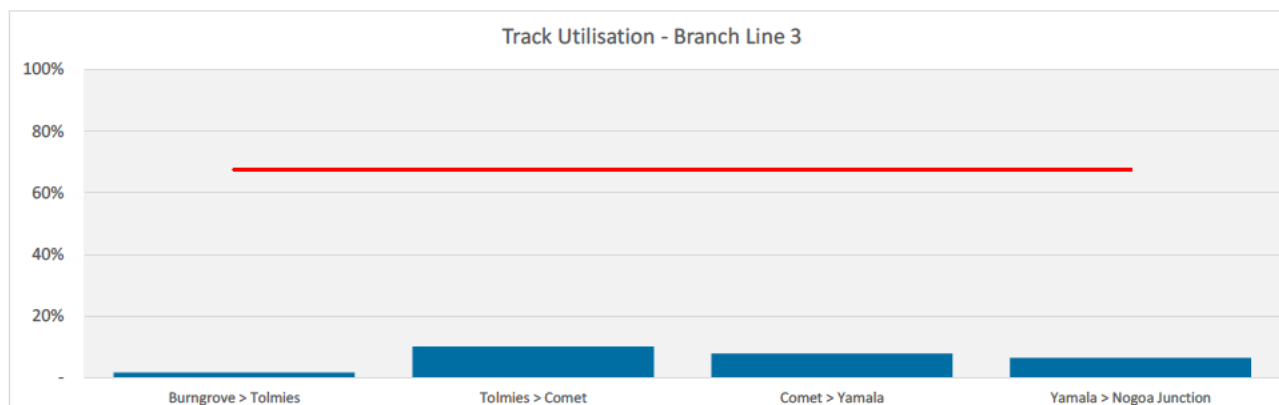 Track Utilisation - Branch Line 3
100%
80%
60%
40%
20%
-
Burngrove > Tolmies
Tolmies > Comet
Comet > Yamala
Yamala > Nogoa Junction